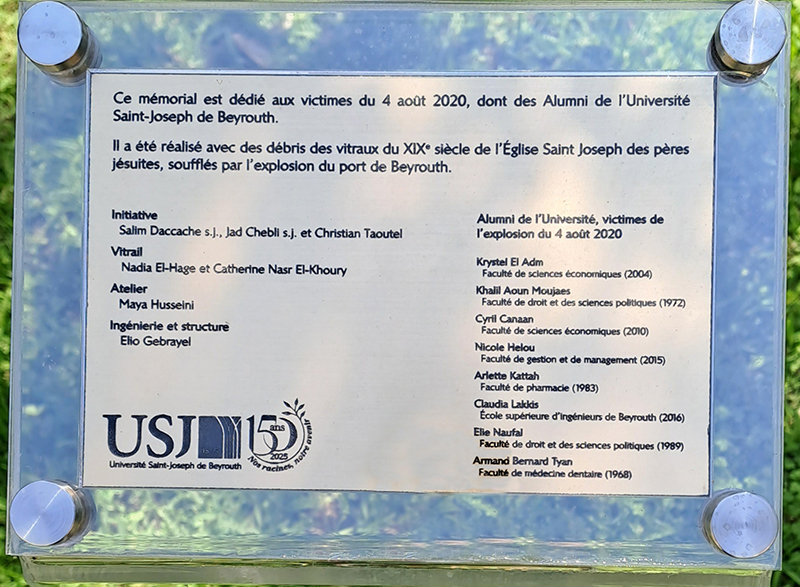 Ce mémorial est dédié aux victimes du 4 août 2020, dont des Alumni de l'Université
Saint-Joseph de Beyrouth.
Il a été réalisé avec des débris des vitraux du XIXe siècle de l'Église Saint Joseph des pères
jésuites, soufflés par l'explosion du port de Beyrouth.
Initiative
Salim Daccache s.j., Jad Chebli s.j. et Christian Taoutel
Vitrail
Nadia El-Hage et Catherine Nasr El-Khoury
Atelier
Maya Husseini
Ingénierie et structure
Elio Gebrayel
Alumni de l'Université, victimes de
l'explosion du 4 août 2020
Krystel El Adm
Faculté de sciences économiques (2004)
Khalil Aoun Moujaes
Faculté de droit et des sciences politiques (1972)
Cyril Canaan
Faculté de sciences économiques (2010)
Nicole Helou
Faculté de gestion et de management (2015)
Arlette Kattah
Faculté de pharmacie (1983)
Claudia Lakkis
École supérieure d'ingénieurs de Beyrouth (2016)
Elie Naufal
Faculté de droit et des sciences politiques (1989)
Armand Bernard Tyan
Faculté de médecine dentaire (1968)
USJ
Université Saint-Joseph de Beyrouth
150
ans
2025
Nos racines, notre avenir